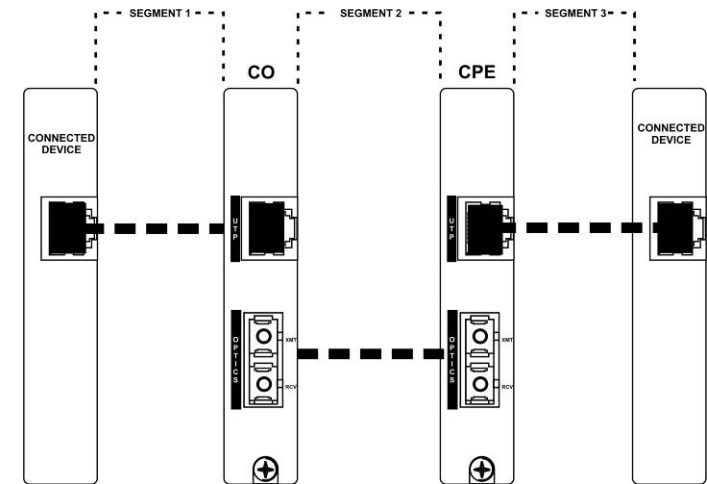 SEGMENT 1
SEGMENT 2
SEGMENT 3
CO
CPE
CONNECTED
DEVICE
CONNECTED
DEVICE
UTP
UTP
OPTICS
XMT
RCV
OPTICS
XMT
RCV